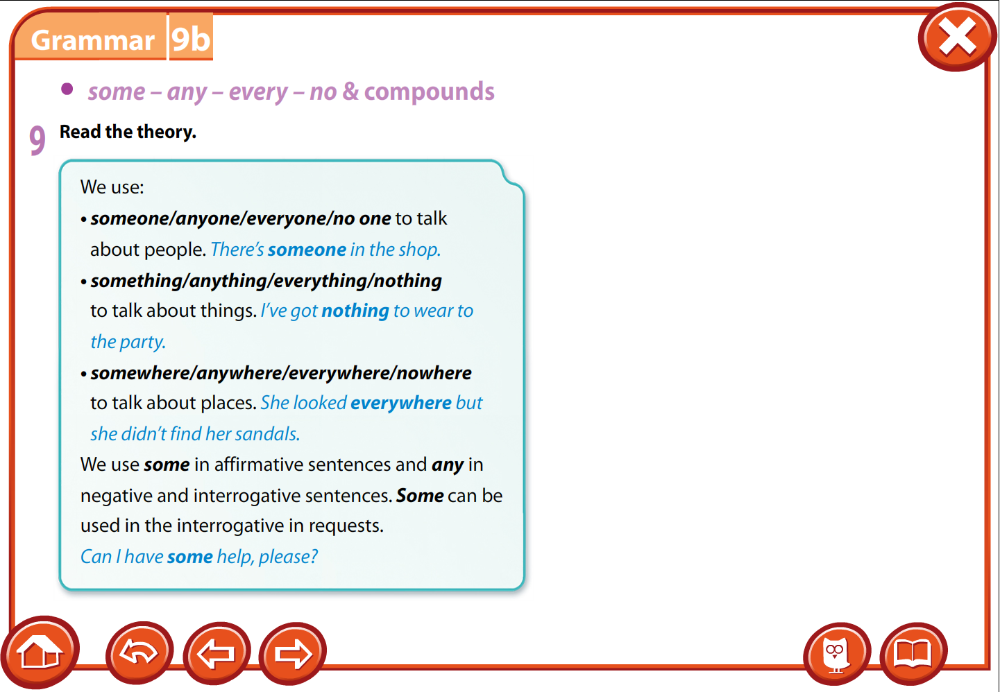 Grammar 9b
• some – any – every – no & compounds
9 Read the theory.
We use:
• someone/anyone/everyone/no one to talk
about people. There’s someone in the shop.
• something/anything/everything/nothing
to talk about things. I’ve got nothing to wear to
the party.
• somewhere/anywhere/everywhere/nowhere
to talk about places. She looked everywhere but
she didn’t find her sandals.
We use some in affirmative sentences and any in
negative and interrogative sentences. Some can be
used in the interrogative in requests.
Can I have some help, please?